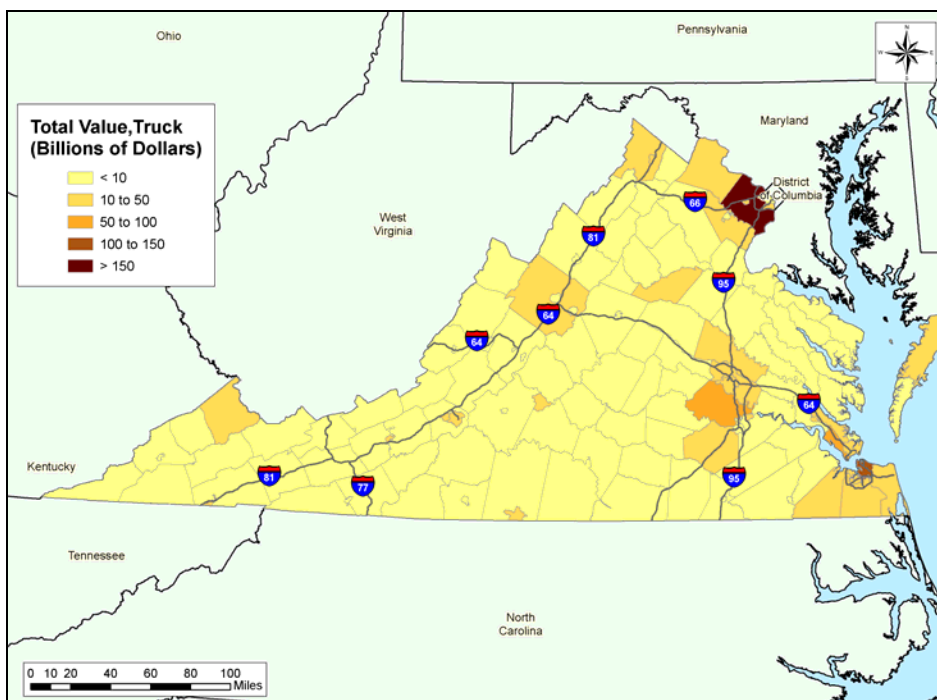 Ohio
Pennsylvania
N
W E
S
Total Value,Truck
(Billions of Dollars)
< 10
10 to 50
50 to 100
100 to 150
> 150
Maryland
District
of Columbia
66
West
Virginia
81
95
64
64
64
Kentucky
81
77
95
Tennessee
North
Carolina
0 10 20 40 60 80 100
Miles